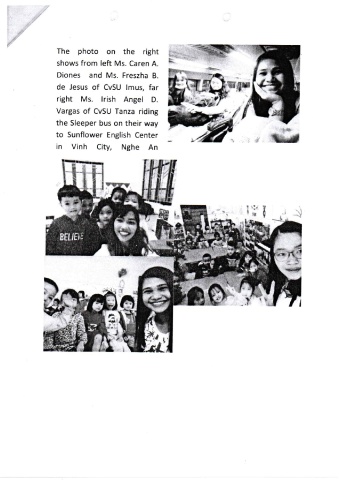 The photo on the right
shows from left Ms. Caren A.
Diones and Ms. Freszha B.
de Jesus of CvSU Imus, far
right Ms. Irish Angel D.
Vargas of CvSU Tanza riding
the Sleeper bus on their way
to Sunflower English Center
in Vinh City, Nghe An
BELIEVE